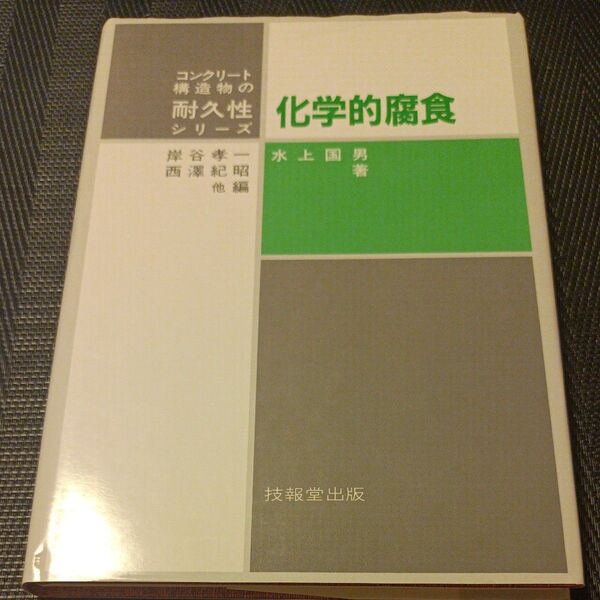 コンクリート
構造物の
耐久性
シリーズ
化学的腐食
岸谷孝一
西澤紀昭
他編
水上国男
著
技報堂出版